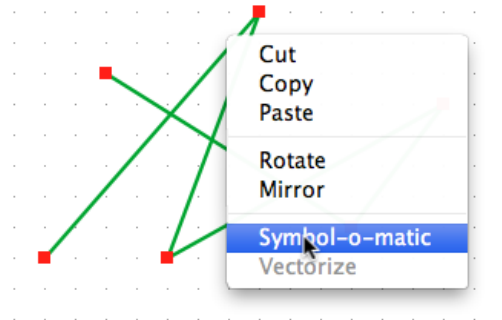 Cut
Copy
Paste
Rotate
Mirror
Symbol-o-matic
Vectorize